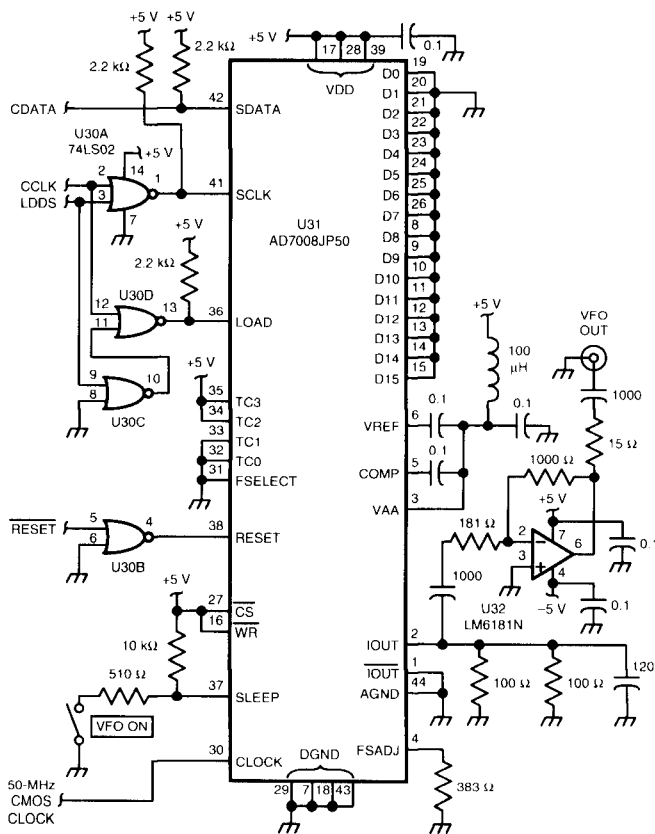 +5 V
+5 V
2.2 kΩ
2.2 kΩ
+5 V
17 28 39
VDD
0.1
CDATA
42
SDATA
U30A
74LS02
+5 V
14
2
3
1
7
CCLK
LDDS
41
SCLK
U31
AD7008JP50
2.2 kΩ
+5 V
U30D
12
11
13
36
LOAD
9
8
10
U30C
+5 V
35
TC3
34
TC2
33
TC1
32
TC0
31
FSELECT
RESET
5
6
4
U30B
38
RESET
+5 V
27
CS
16
WR
10 kΩ
510 Ω
37
SLEEP
VFO ON
30
CLOCK
50-MHz
CMOS
CLOCK
DGND
29 7 18 43
19
D0
20
D1
21
D2
22
D3
23
D4
24
D5
25
D6
26
D7
8
D8
9
D9
10
D10
11
D11
12
D12
13
D13
14
D14
15
D15
+5 V
100
μH
VFO
OUT
1000
15 Ω
6
VREF
0.1
0.1
5
COMP
0.1
3
VAA
1000 Ω
181 Ω
+5 V
2
3
7
6
4
0.1
−5 V
0.1
U32
LM6181N
1000
2
IOUT
1
IOUT
44
AGND
100 Ω
100 Ω
120
4
FSADJ
383 Ω